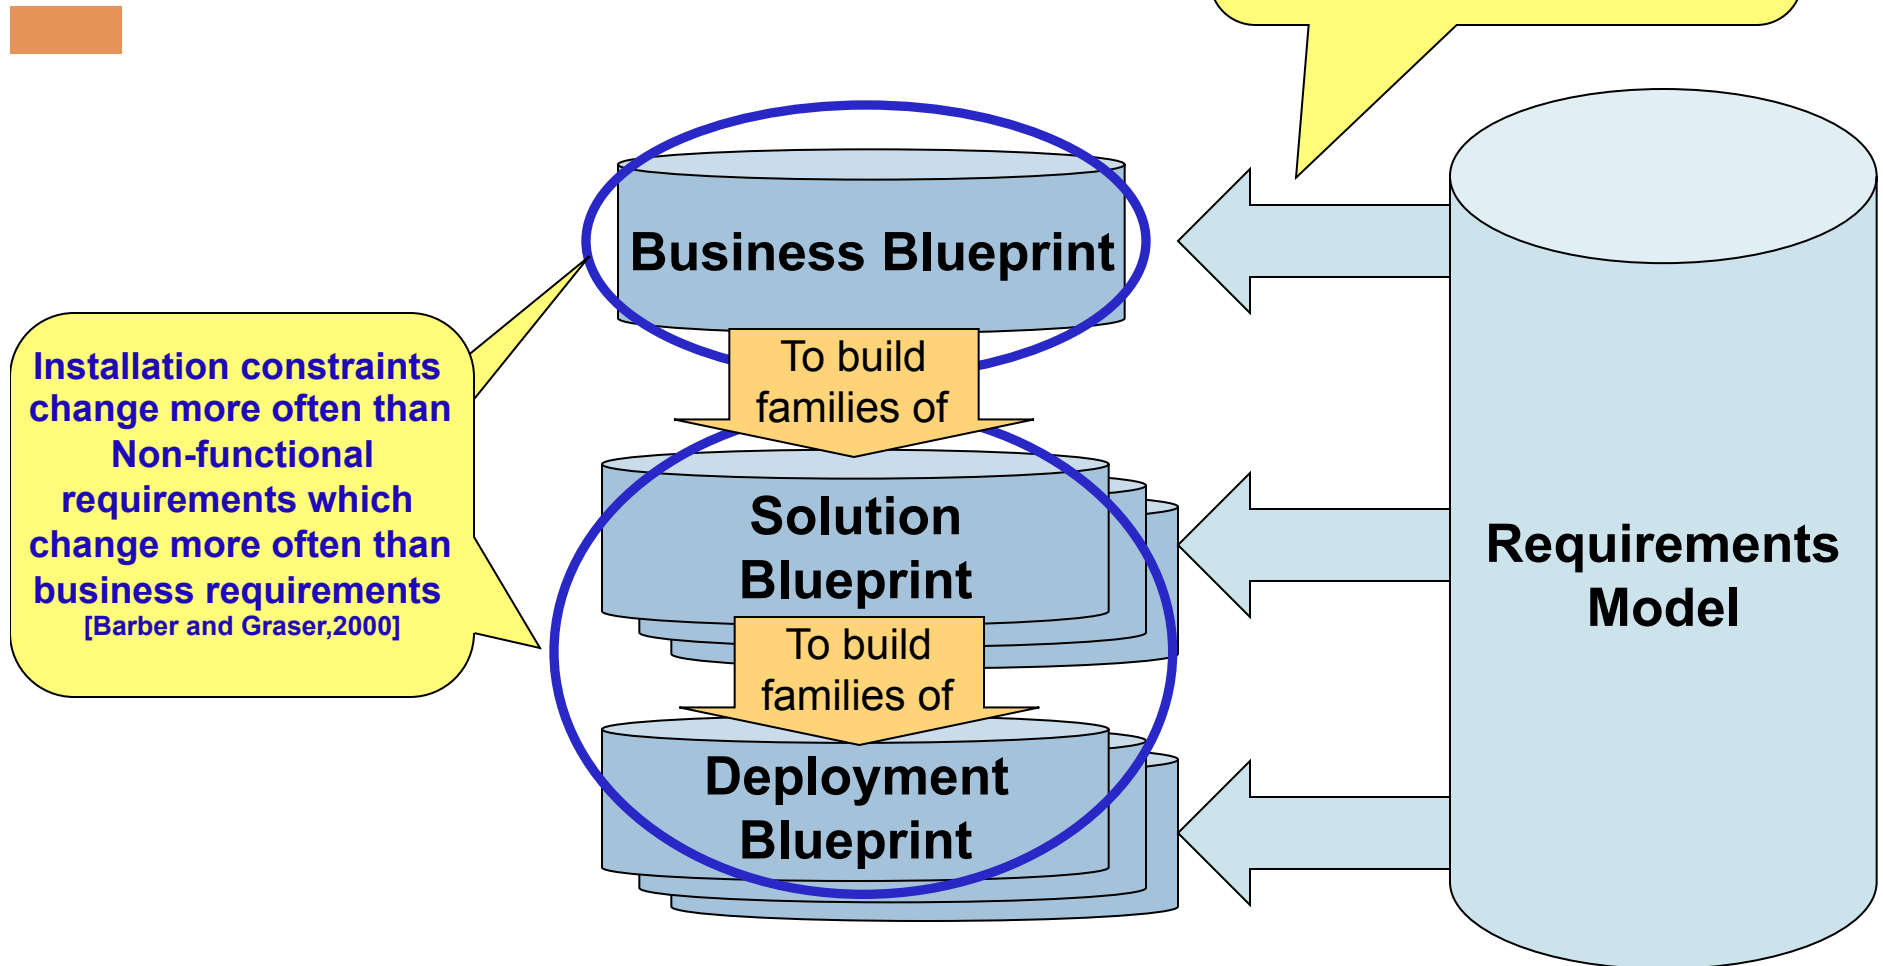 Business Blueprint
To build
families of
Installation constraints
change more often than
Non-functional
requirements which
change more often than
business requirements
[Barber and Graser,2000]
Solution
Blueprint
To build
families of
Deployment
Blueprint
Requirements
Model